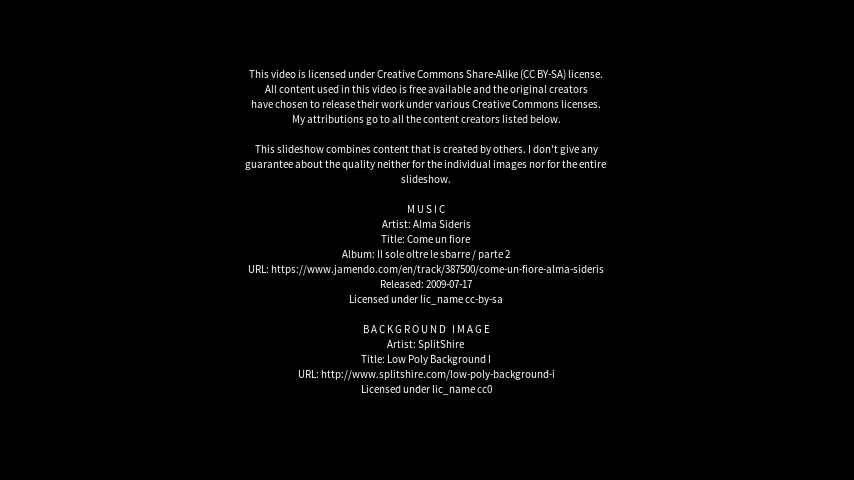 This video is licensed under Creative Commons Share-Alike (CC BY-SA) license.
All content used in this video is free available and the original creators
have chosen to release their work under various Creative Commons licenses.
My attributions go to all the content creators listed below.
This slideshow combines content that is created by others. I don't give any
guarantee about the quality neither for the individual images nor for the entire
slideshow.
MUSIC
Artist: Alma Sideris
Title: Come un fiore
Album: Il sole oltre le sbarre / parte 2
URL: https://www.jamendo.com/en/track/387500/come-un-fiore-alma-sideris
Released: 2009-07-17
Licensed under lic_name cc-by-sa
BACKGROUND IMAGE
Artist: SplitShire
Title: Low Poly Background I
URL: http://www.splitshire.com/low-poly-background-i
Licensed under lic_name cc0